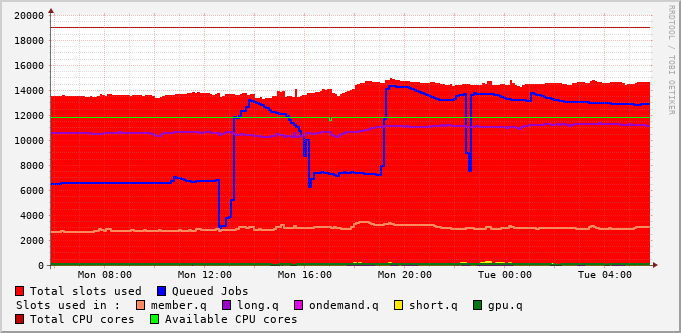 20000
18000
16000
14000
12000
10000
8000
6000
4000
2000
0
Mon 08:00 Mon 12:00 Mon 16:00 Mon 20:00 Tue 00:00 Tue 04:00
RRDTOOL / TOBI OETIKER
Total slots used Queued Jobs
Slots used in : member.q long.q ondemand.q short.q gpu.q
Total CPU cores Available CPU cores